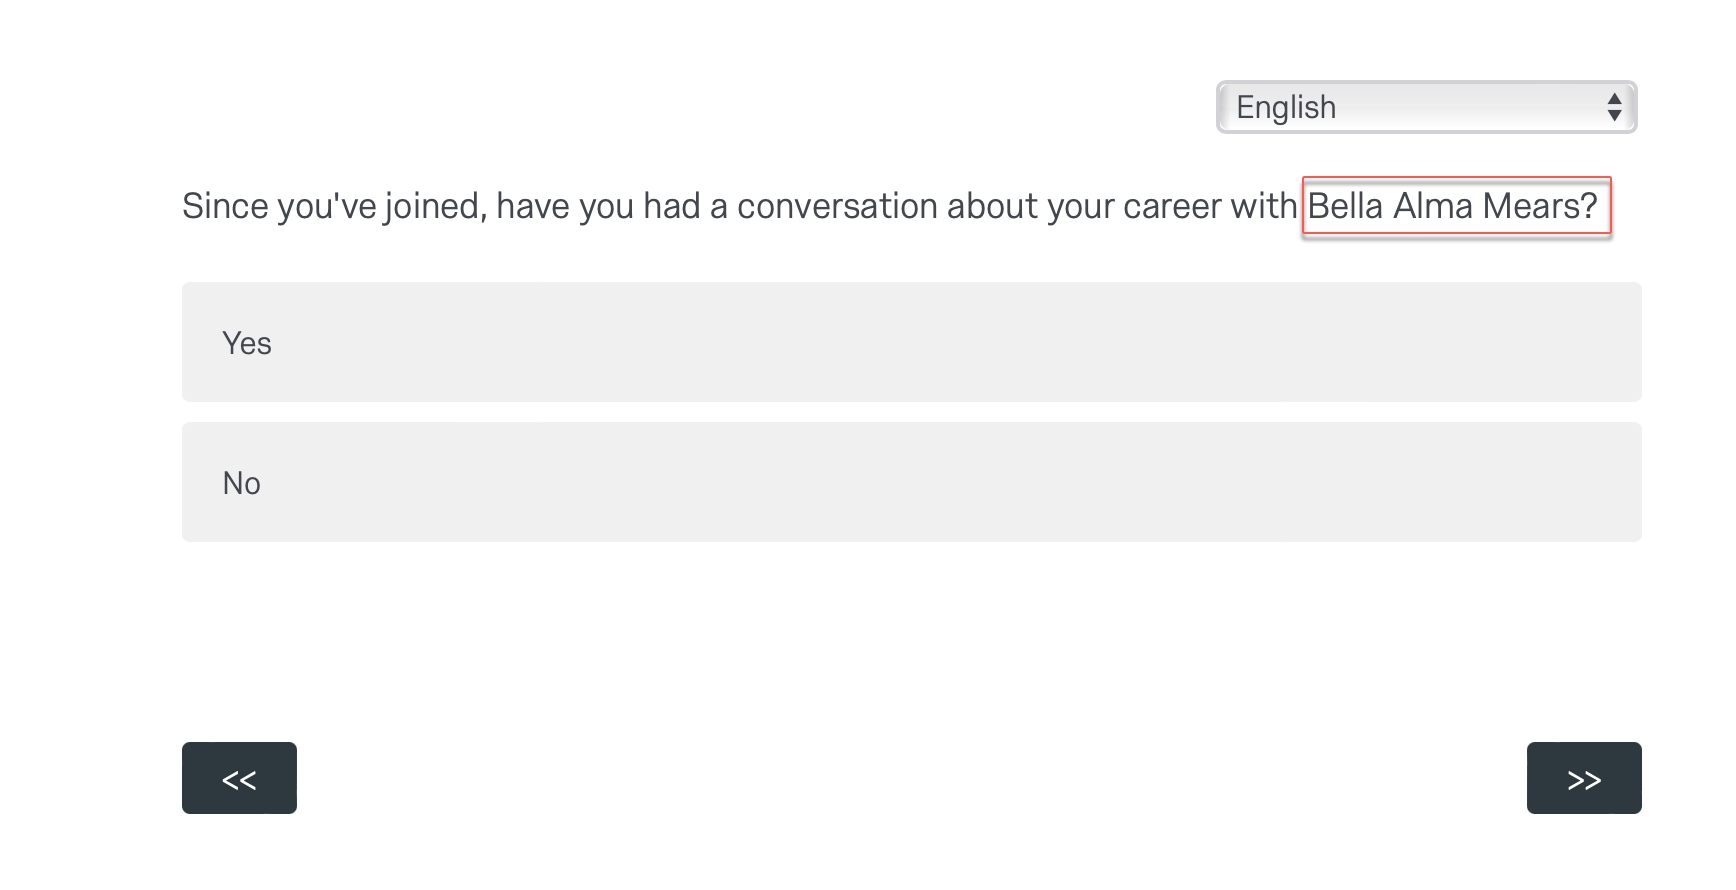 English
Since you've joined, have you had a conversation about your career with Bella Alma Mears?
Yes
No
<<
>>